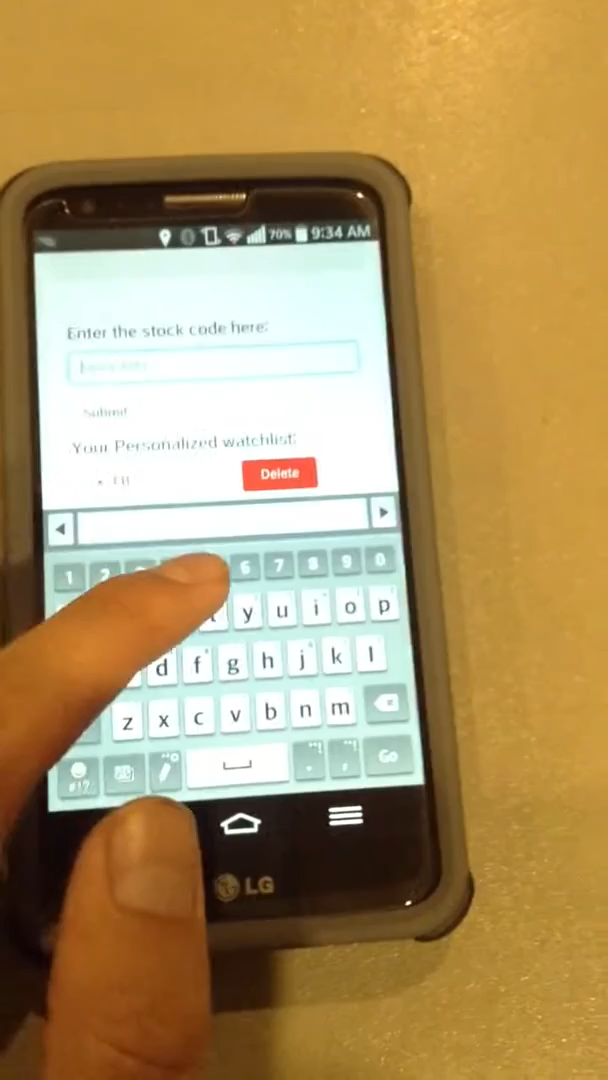 70% 9:34 AM
Enter the stock code here:
Submit
Your Personalized watchlist:
Delete
1 2 6 7 8 9 0
t y u i o p
d f g h j k l
z x c v b n m
#!? . , Go
LG